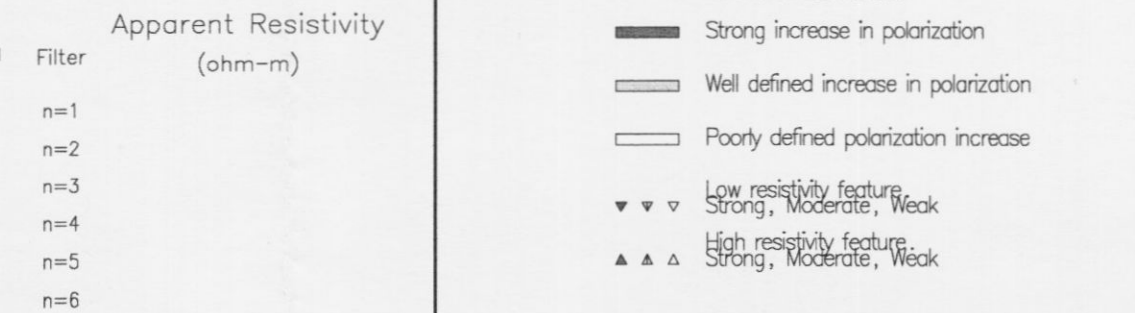 Apparent Resistivity
Filter
(ohm-m)
n=1
n=2
n=3
n=4
n=5
n=6
Strong increase in polarization
Well defined increase in polarization
Poorly defined polarization increase
Low resistivity feature.
Strong, Moderate, Weak
High resistivity feature.
Strong, Moderate, Weak